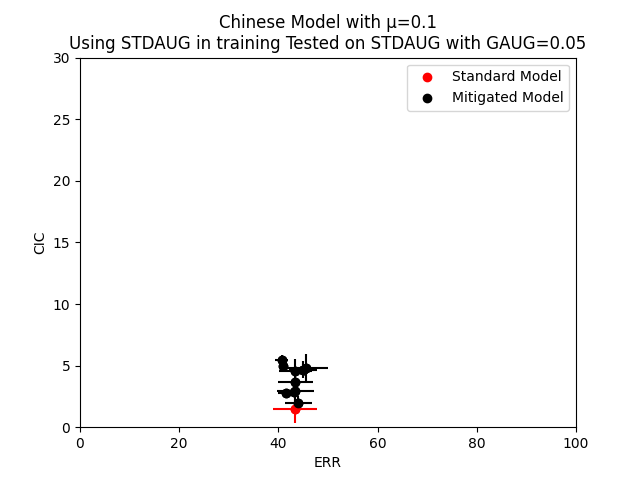 Chinese Model with μ=0.1
Using STDAUG in training Tested on STDAUG with GAUG=0.05
Standard Model
Mitigated Model
30
25
20
15
10
5
0
CIC
0 20 40 60 80 100
ERR